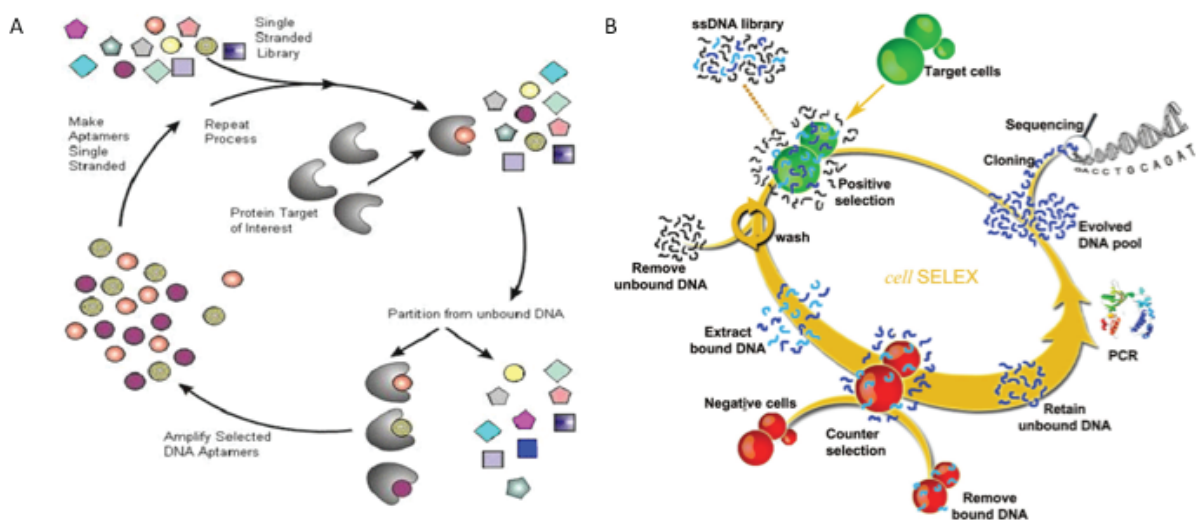 A
Single
Stranded
Library
Make
Aptamers
Single
Stranded
Repeat
Process
Protein Target
of Interest
Partition from unbound DNA
Amplify Selected
DNA Aptamers
B
ssDNA library
Target cells
Sequencing
Cloning
GACCTGCAGAT
Positive
selection
wash
Remove
unbound DNA
Evolved
DNA pool
cell SELEX
Extract
bound DNA
PCR
Negative cells
Counter
selection
Retain
unbound DNA
Remove
bound DNA